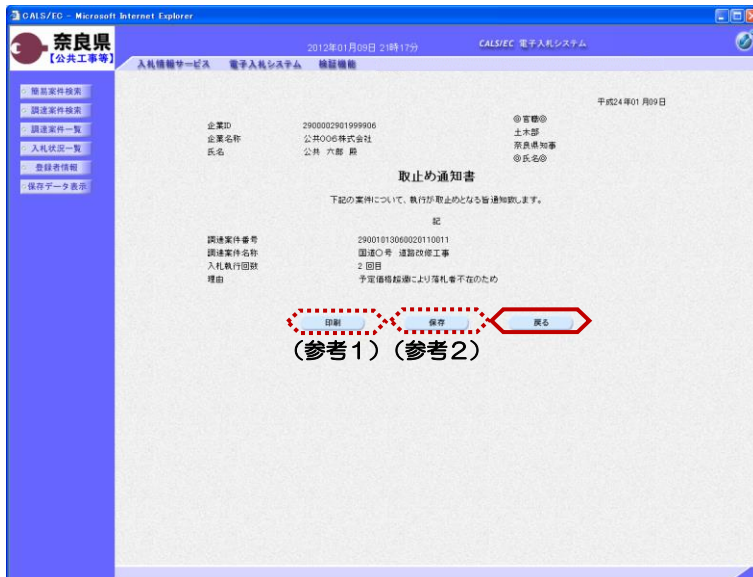 CALS/EC - Microsoft Internet Explorer
奈良県
【公共工事等】
2012年01月09日 21時17分
CALS/EC 電子入札システム
入札情報サービス 電子入札システム 検証機能
簡易案件検索
調達案件検索
調達案件一覧
入札状況一覧
登録者情報
保存データ表示
平成24年01月09日
企業ID 2900002901999906
企業名称 公共006株式会社
氏名 公共 六郎 殿
◎官職◎
土木部
奈良県知事
◎氏名◎
取止め通知書
下記の案件について、執行が取止めとなる旨通知致します。
記
調達案件番号 29001013060020110011
調達案件名称 国道○号 道路改修工事
入札執行回数 2 回目
理由 予定価格超過により落札者不在のため
印刷 保存 戻る
(参考1) (参考2)